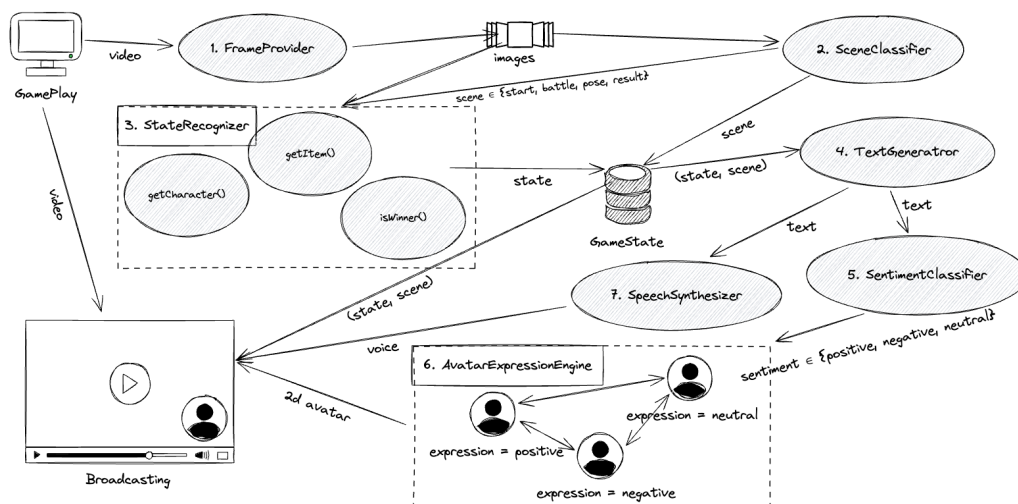 GamePlay
video
1. FrameProvider
images
2. SceneClassifier
scene ∈ {start, battle, pose, result}
3. StateRecognizer
getItem()
getCharacter()
isWinner()
scene
state
GameState
(state, scene)
4. TextGeneratror
text
text
5. SentimentClassifier
7. SpeechSynthesizer
video
(state, scene)
voice
sentiment ∈ {positive, negative, neutral}
6. AvatarExpressionEngine
expression = neutral
expression = positive
expression = negative
2d avatar
Broadcasting